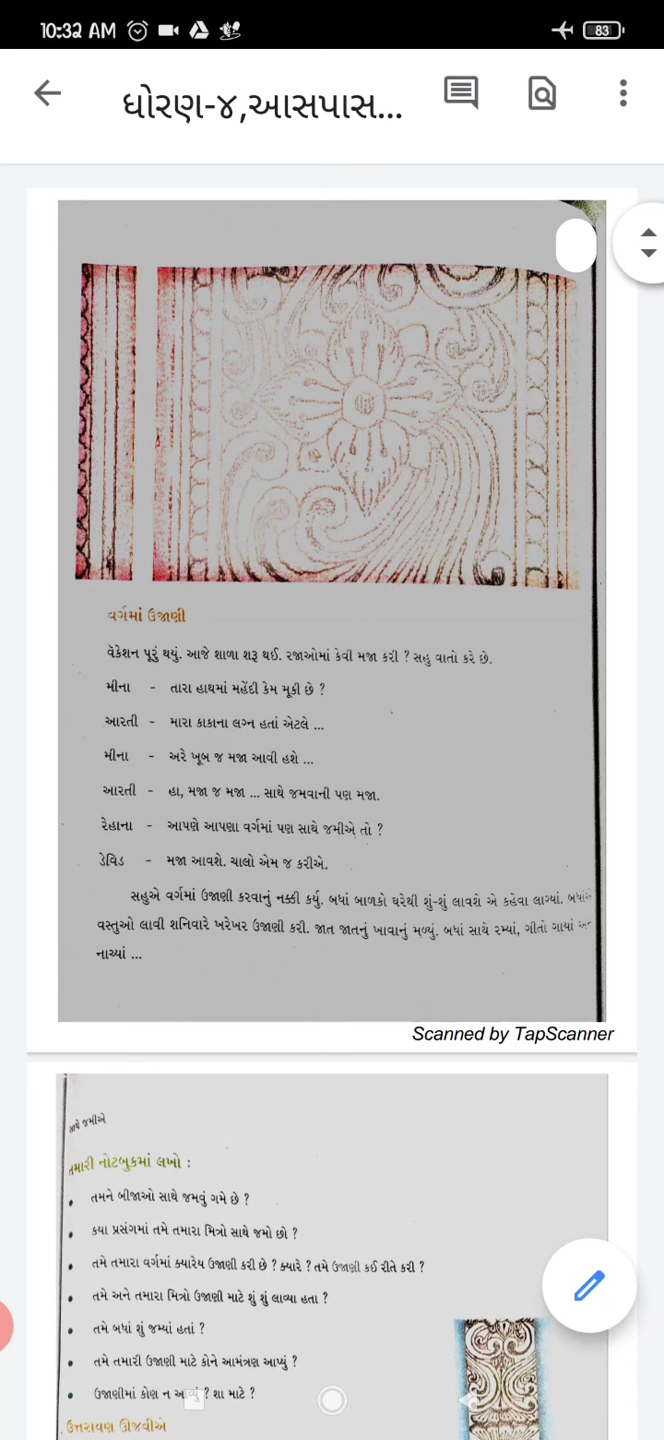 10:32 AM
83
ધોરણ-૪,આસપાસ...
વર્ગમાં ઉજાણી
વૅકેશન પૂરું થયું. આજે શાળા શરૂ થઈ. રજાઓમાં કેવી મજા કરી ? સહુ વાતો કરે છે.
મીના - તારા હાથમાં મહેંદી કેમ મૂકી છે ?
આરતી - મારા કાકાના લગ્ન હતાં એટલે ...
મીના - અરે ખૂબ જ મજા આવી હશે ...
આરતી - હા, મજા જ મજા ... સાથે જમવાની પણ મજા.
રેહાના - આપણે આપણા વર્ગમાં પણ સાથે જમીએ તો ?
ડેવિડ - મજા આવશે. ચાલો એમ જ કરીએ.
સહુએ વર્ગમાં ઉજાણી કરવાનું નક્કી કર્યુ. બધાં બાળકો ઘરેથી શું-શું લાવશે એ કહેવા લાગ્યાં.
વસ્તુઓ લાવી શનિવારે ખરેખર ઉજાણી કરી. જાત જાતનું ખાવાનું મળ્યું. બધાં સાથે રમ્યાં, ગીતો ગાયાં
નાચ્યાં ...
Scanned by TapScanner
જમીએ
તમારી નોટબુકમાં લખો :
• તમને બીજાઓ સાથે જમવું ગમે છે ?
• કયા પ્રસંગમાં તમે તમારા મિત્રો સાથે જમો છો ?
• તમે તમારા વર્ગમાં ક્યારેય ઉજાણી કરી છે ? ક્યારે ? તમે ઉજાણી કઈ રીતે કરી ?
• તમે અને તમારા મિત્રો ઉજાણી માટે શું શું લાવ્યા હતા ?
• તમે બધાં શું જમ્યાં હતાં ?
• તમે તમારી ઉજાણી માટે કોને આમંત્રણ આપ્યું ?
• ઉજાણીમાં કોણ ન ? શા માટે ?
ઉત્તરાયણ ઊજવીએ